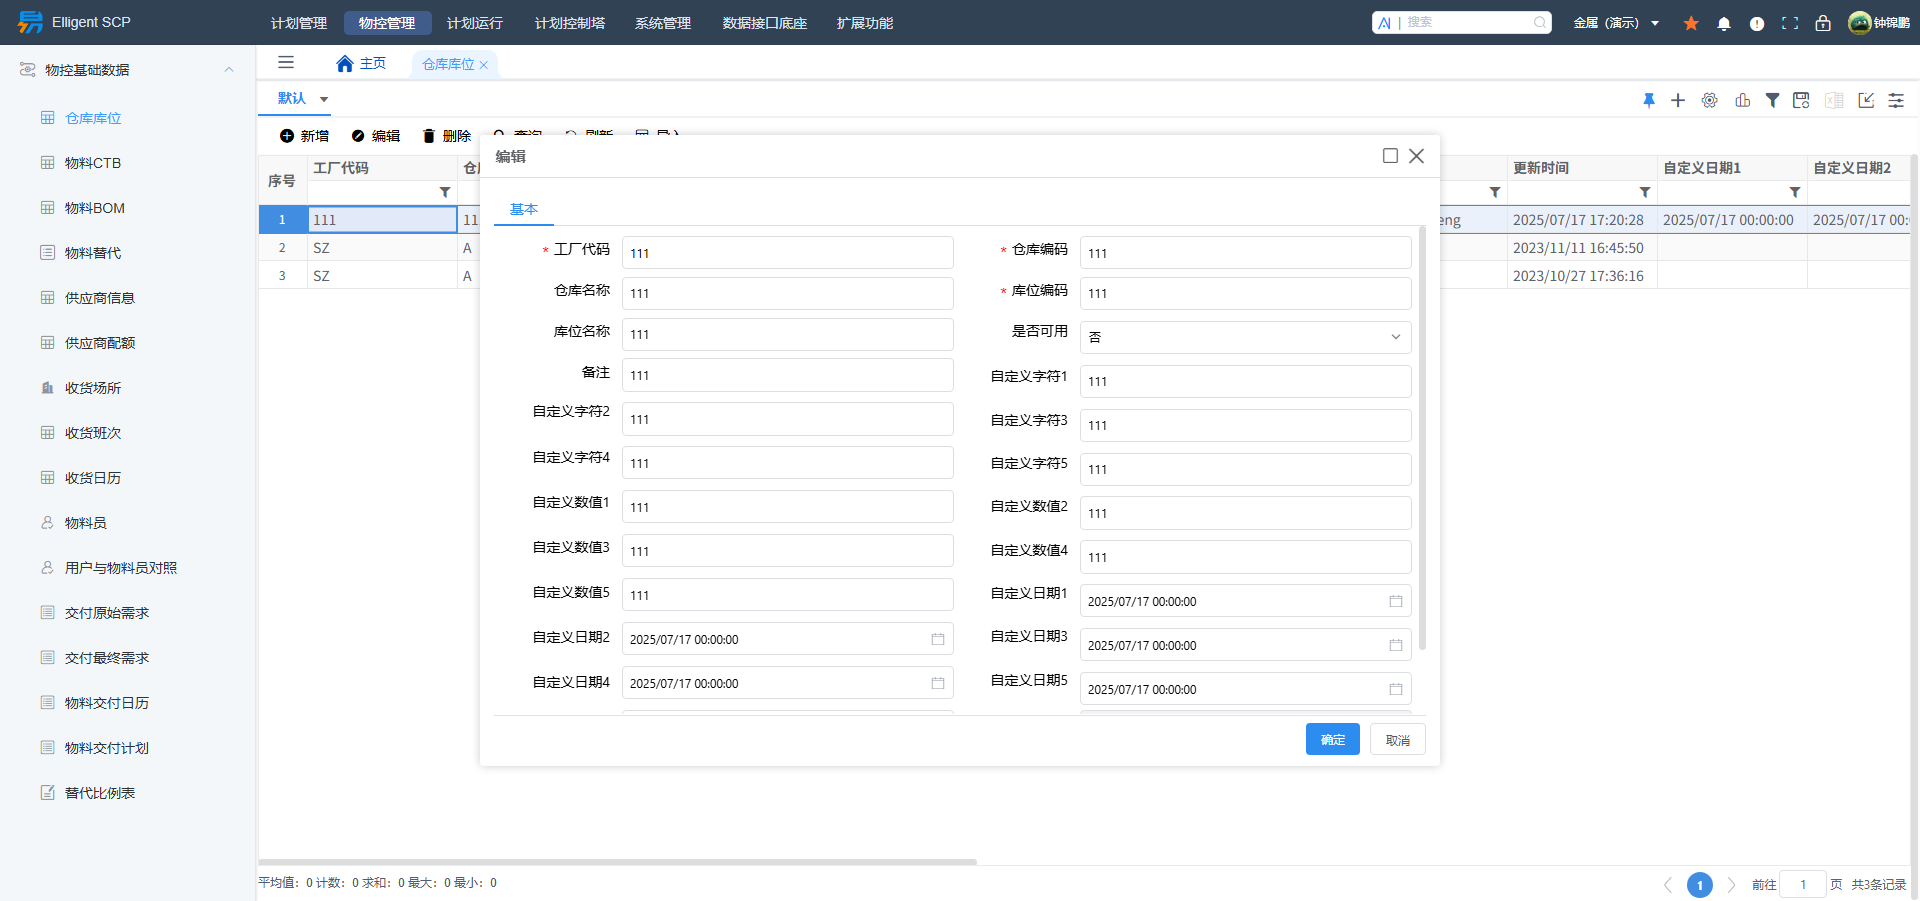 Elligent SCP
计划管理 物控管理 计划运行 计划控制塔 系统管理 数据接口底座 扩展功能
搜索
金属（演示）
钟锦鹏
物控基础数据
仓库库位
物料CTB
物料BOM
物料替代
供应商信息
供应商配额
收货场所
收货班次
收货日历
物料员
用户与物料员对照
交付原始需求
交付最终需求
物料交付日历
物料交付计划
替代比例表
主页 仓库库位
默认
新增 编辑 删除 查询 刷新 导入
序号 工厂代码 更新时间 自定义日期1 自定义日期2
1 111 11 eng 2025/07/17 17:20:28 2025/07/17 00:00:00 2025/07/17 00:
2 SZ A 2023/11/11 16:45:50
3 SZ A 2023/10/27 17:36:16
编辑
基本
* 工厂代码 111 * 仓库编码 111
仓库名称 111 * 库位编码 111
库位名称 111 是否可用 否
备注 111 自定义字符1 111
自定义字符2 111 自定义字符3 111
自定义字符4 111 自定义字符5 111
自定义数值1 111 自定义数值2 111
自定义数值3 111 自定义数值4 111
自定义数值5 111 自定义日期1 2025/07/17 00:00:00
自定义日期2 2025/07/17 00:00:00 自定义日期3 2025/07/17 00:00:00
自定义日期4 2025/07/17 00:00:00 自定义日期5 2025/07/17 00:00:00
确定 取消
平均值：0 计数：0 求和：0 最大：0 最小：0
1 前往 1 页 共3条记录